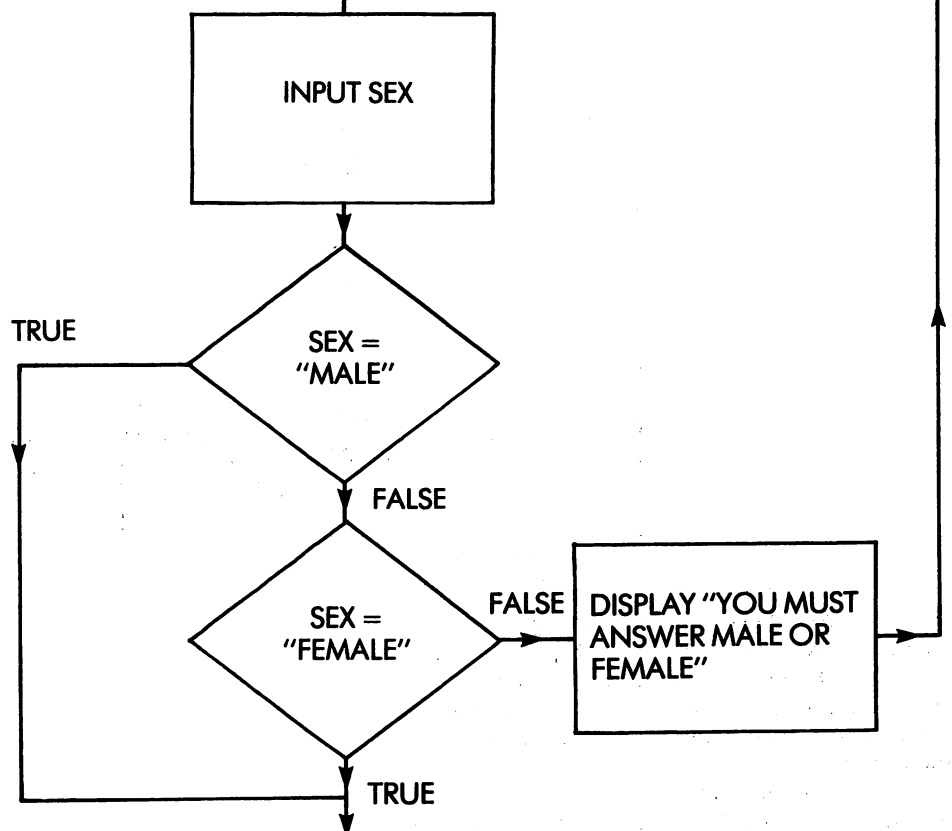 INPUT SEX
TRUE
SEX =
"MALE"
FALSE
SEX =
"FEMALE"
FALSE
DISPLAY "YOU MUST
ANSWER MALE OR
FEMALE"
TRUE